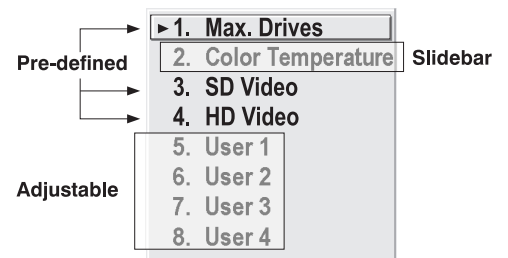 ►1. Max. Drives
Pre-defined
2. Color Temperature
Slidebar
3. SD Video
4. HD Video
5. User 1
6. User 2
Adjustable
7. User 3
8. User 4